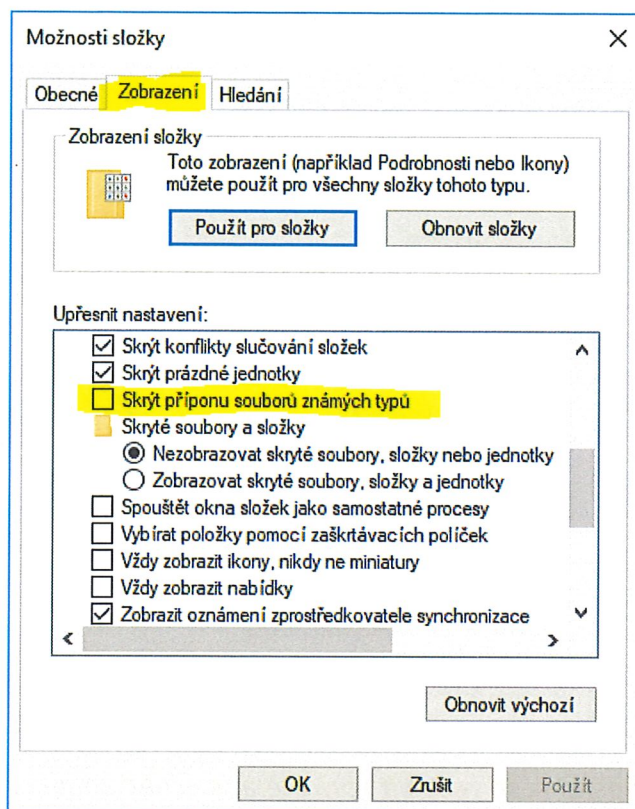 Možnosti složky
Obecné Zobrazení Hledání
Zobrazení složky
Toto zobrazení (například Podrobnosti nebo Ikony)
můžete použít pro všechny složky tohoto typu.
Použít pro složky Obnovit složky
Upřesnit nastavení:
Skrýt konflikty slučování složek
Skrýt prázdné jednotky
Skrýt příponu souborů známých typů
Skryté soubory a složky
Nezobrazovat skryté soubory, složky nebo jednotky
Zobrazovat skryté soubory, složky a jednotky
Spouštět okna složek jako samostatné procesy
Vybírat položky pomocí zaškrtávacích políček
Vždy zobrazit ikony, nikdy ne miniatury
Vždy zobrazit nabídky
Zobrazit oznámení zprostředkovatele synchronizace
Obnovit výchozí
OK Zrušit Použít